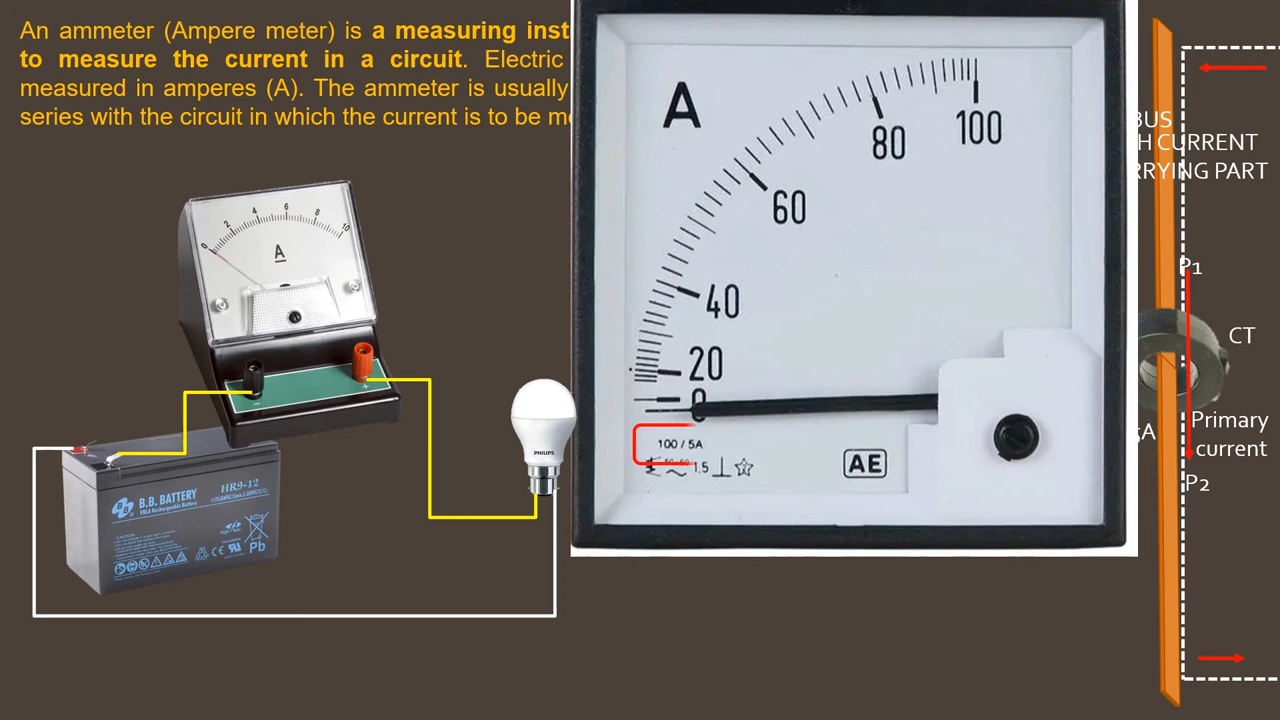 An ammeter (Ampere meter) is a measuring inst
to measure the current in a circuit. Electric
measured in amperes (A). The ammeter is usually
series with the circuit in which the current is to be me
0 2 4 6 8 10
A
B.B. BATTERY
HR9-12
Pb
PHILIPS
A
100
80
60
40
20
0
100 / 5A
1.5
AE
BUS
H CURRENT
RRYING PART
P1
CT
5A
Primary
current
P2